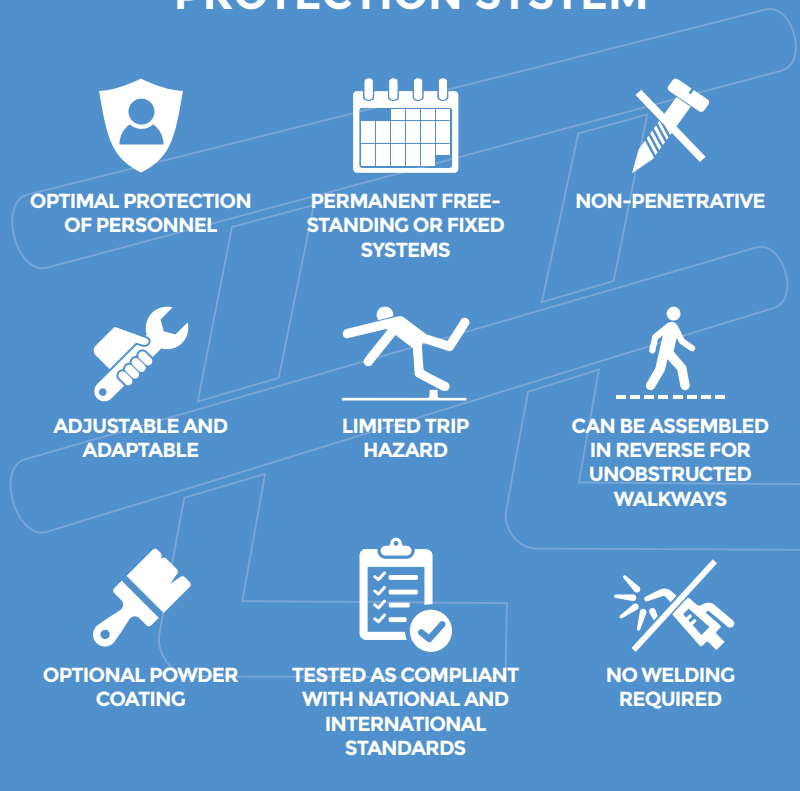 PROTECTION SYSTEM
OPTIMAL PROTECTION
OF PERSONNEL
PERMANENT FREE-
STANDING OR FIXED
SYSTEMS
NON-PENETRATIVE
ADJUSTABLE AND
ADAPTABLE
LIMITED TRIP
HAZARD
CAN BE ASSEMBLED
IN REVERSE FOR
UNOBSTRUCTED
WALKWAYS
OPTIONAL POWDER
COATING
TESTED AS COMPLIANT
WITH NATIONAL AND
INTERNATIONAL
STANDARDS
NO WELDING
REQUIRED